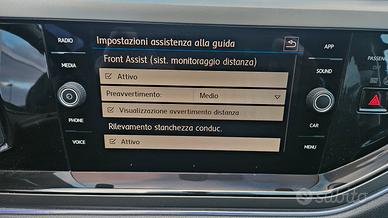 Impostazioni assistenza alla guida
RADIO
APP
Front Assist (sist. monitoraggio distanza)
MEDIA
SOUND
Attivo
Preavvertimento: Medio
Visualizzazione avvertimento distanza
PHONE
CAR
Rilevamento stanchezza conduc.
VOICE
Attivo
MENU
PASSEN
subito